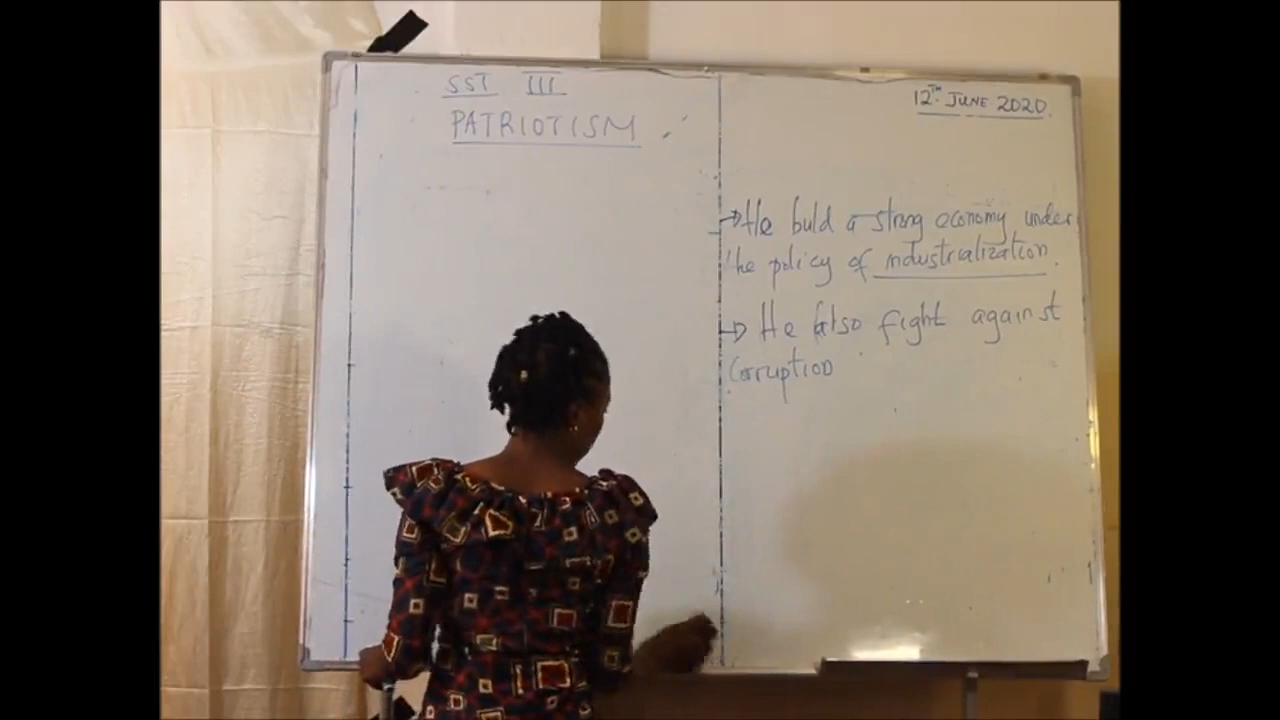 SST III
PATRIOTISM
12TH JUNE 2020.
→He buld a strong economy under
the policy of industrialization.
→ He also fight against
Corruption